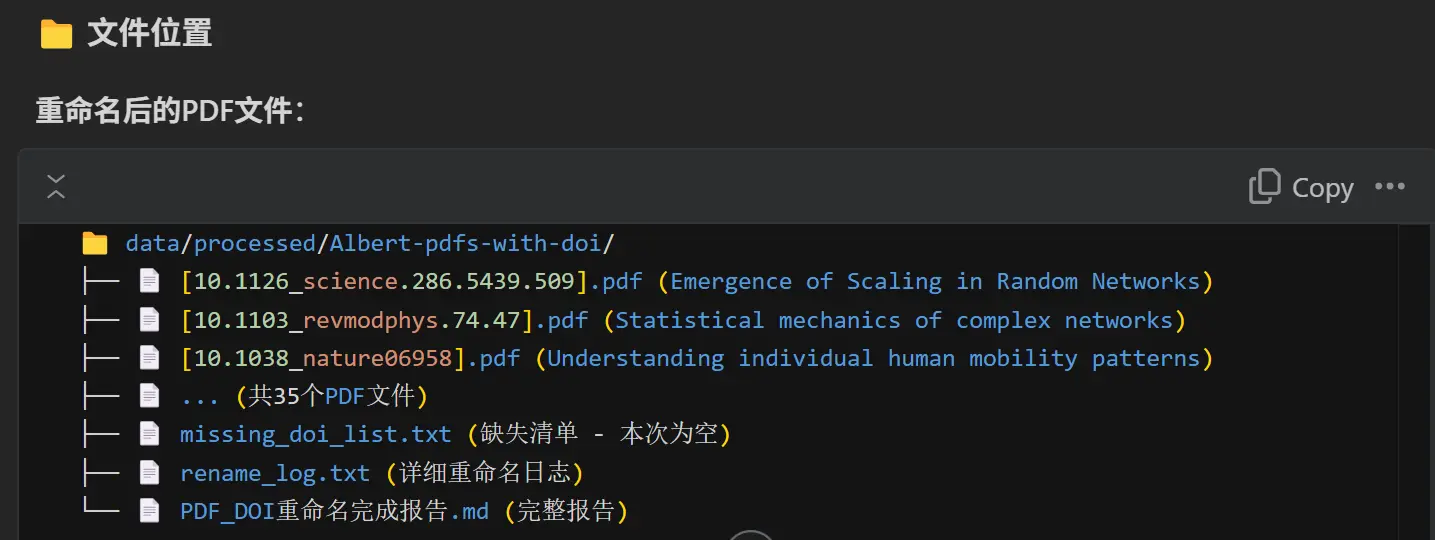 文件位置
重命名后的PDF文件：
Copy
data/processed/Albert-pdfs-with-doi/
├── [10.1126_science.286.5439.509].pdf (Emergence of Scaling in Random Networks)
├── [10.1103_revmodphys.74.47].pdf (Statistical mechanics of complex networks)
├── [10.1038_nature06958].pdf (Understanding individual human mobility patterns)
├── ... (共35个PDF文件)
├── missing_doi_list.txt (缺失清单 - 本次为空)
├── rename_log.txt (详细重命名日志)
└── PDF_DOI重命名完成报告.md (完整报告)